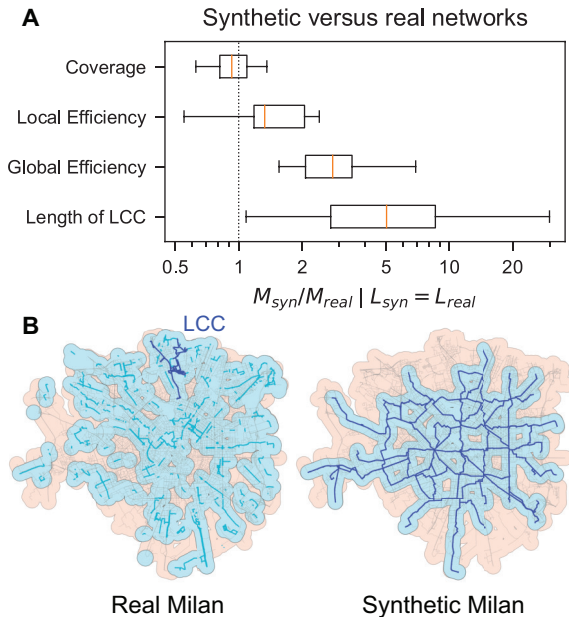 A
Synthetic versus real networks
Coverage
Local Efficiency
Global Efficiency
Length of LCC
0.5 1 2 5 10 20
M_syn/M_real | L_syn = L_real
B
LCC
Real Milan
Synthetic Milan